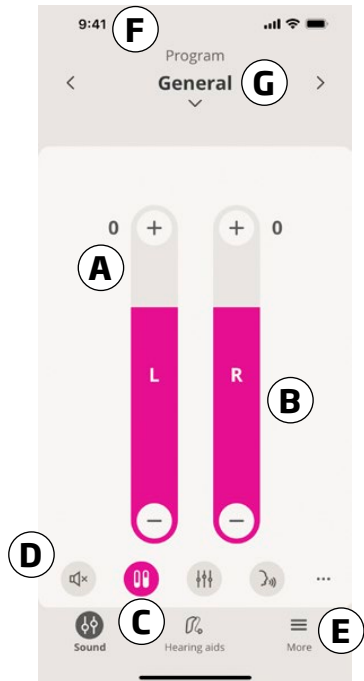 9:41 F
Program
General G
0 0
A
L R
B
D
C E
Sound Hearing aids More